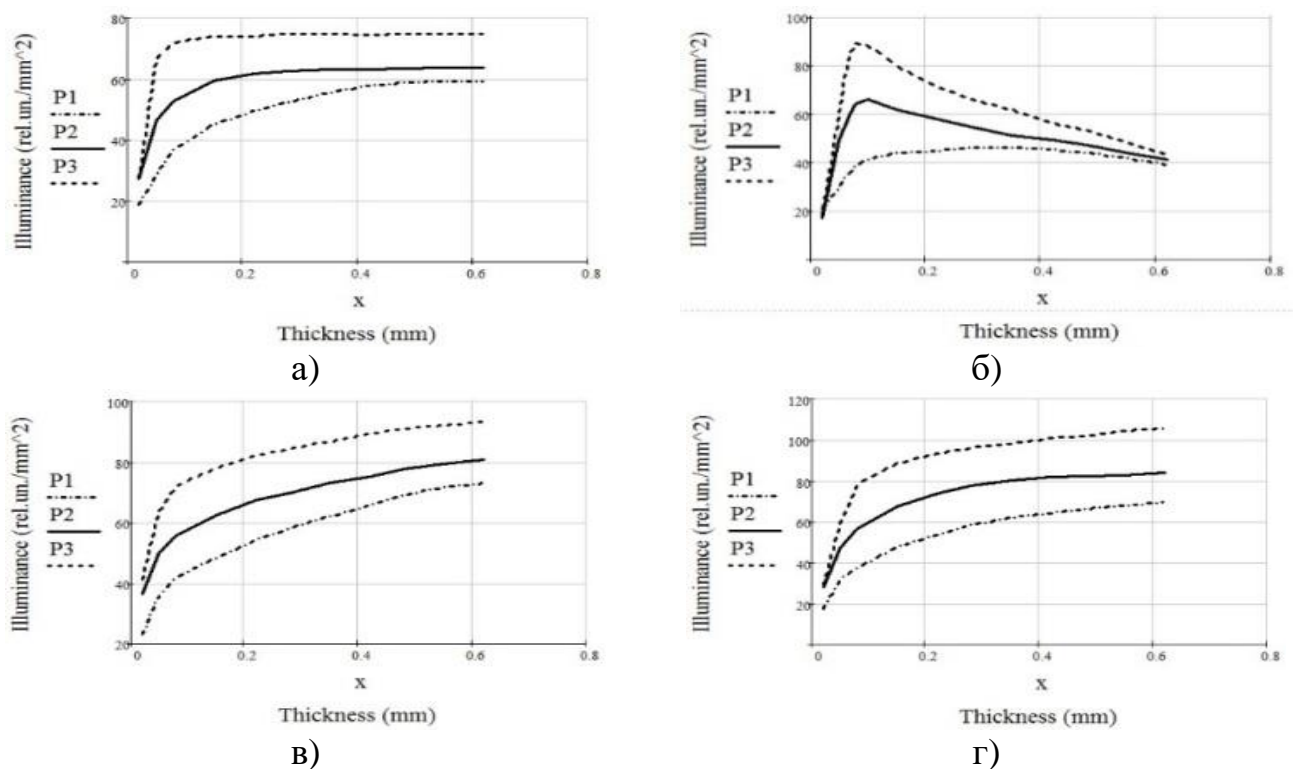 Illuminance (rel.un./mm^2)
P1
P2
P3
80
60
40
20
0
0.2
0.4
0.6
0.8
x
Thickness (mm)
а)
Illuminance (rel.un./mm^2)
P1
P2
P3
100
80
60
40
20
0
0.2
0.4
0.6
0.8
x
Thickness (mm)
б)
Illuminance (rel.un./mm^2)
P1
P2
P3
100
80
60
40
20
0
0.2
0.4
0.6
0.8
x
Thickness (mm)
в)
Illuminance (rel.un./mm^2)
P1
P2
P3
120
100
80
60
40
20
0
0.2
0.4
0.6
0.8
x
Thickness (mm)
г)